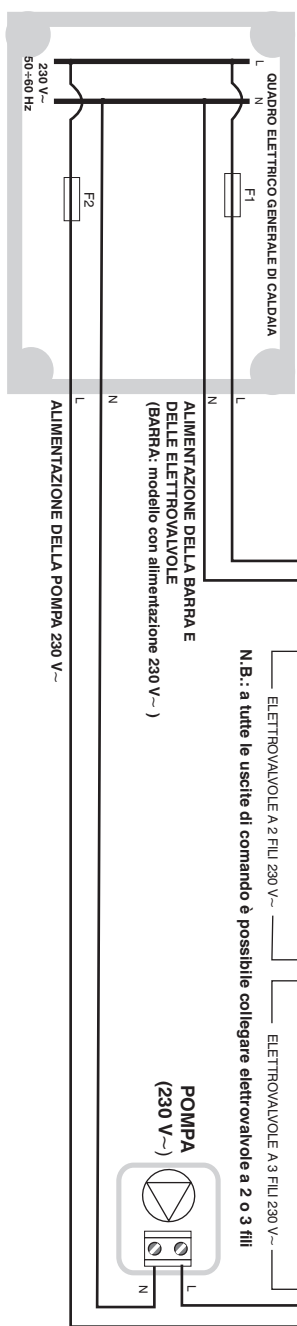 QUADRO ELETTRICO GENERALE DI CALDAIA
L
N
F1
F2
230 V~
50÷60 Hz
L
N
ALIMENTAZIONE DELLA BARRA E
DELLE ELETTROVALVOLE
(BARRA: modello con alimentazione 230 V~ )
N
L
ALIMENTAZIONE DELLA POMPA 230 V~
ELETTROVALVOLE A 2 FILI 230 V~
ELETTROVALVOLE A 3 FILI 230 V~
N.B.: a tutte le uscite di comando è possibile collegare elettrovalvole a 2 o 3 fili
POMPA
(230 V~)
L
N